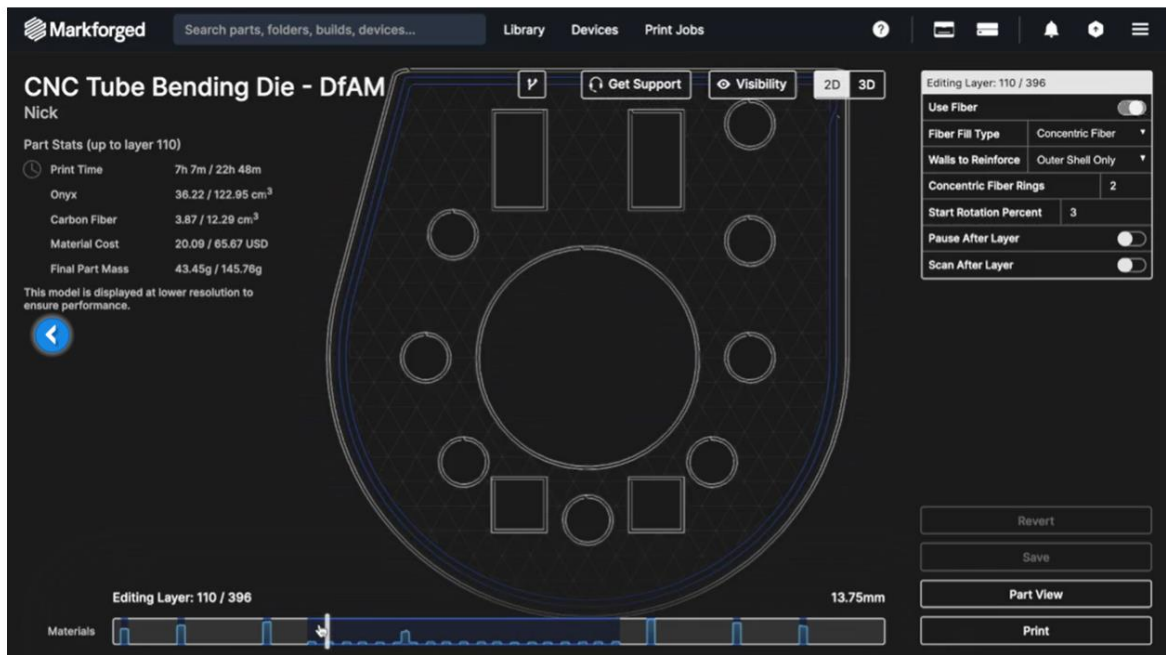 Markforged
Search parts, folders, builds, devices...
Library
Devices
Print Jobs
?
CNC Tube Bending Die - DfAM
Nick
Part Stats (up to layer 110)
Print Time 7h 7m / 22h 48m
Onyx 36.22 / 122.95 cm³
Carbon Fiber 3.87 / 12.29 cm³
Material Cost 20.09 / 65.67 USD
Final Part Mass 43.45g / 145.76g
This model is displayed at lower resolution to
ensure performance.
Get Support
Visibility
2D
3D
Editing Layer: 110 / 396
Use Fiber
Fiber Fill Type Concentric Fiber
Walls to Reinforce Outer Shell Only
Concentric Fiber Rings 2
Start Rotation Percent 3
Pause After Layer
Scan After Layer
Revert
Save
Part View
Print
Editing Layer: 110 / 396
13.75mm
Materials